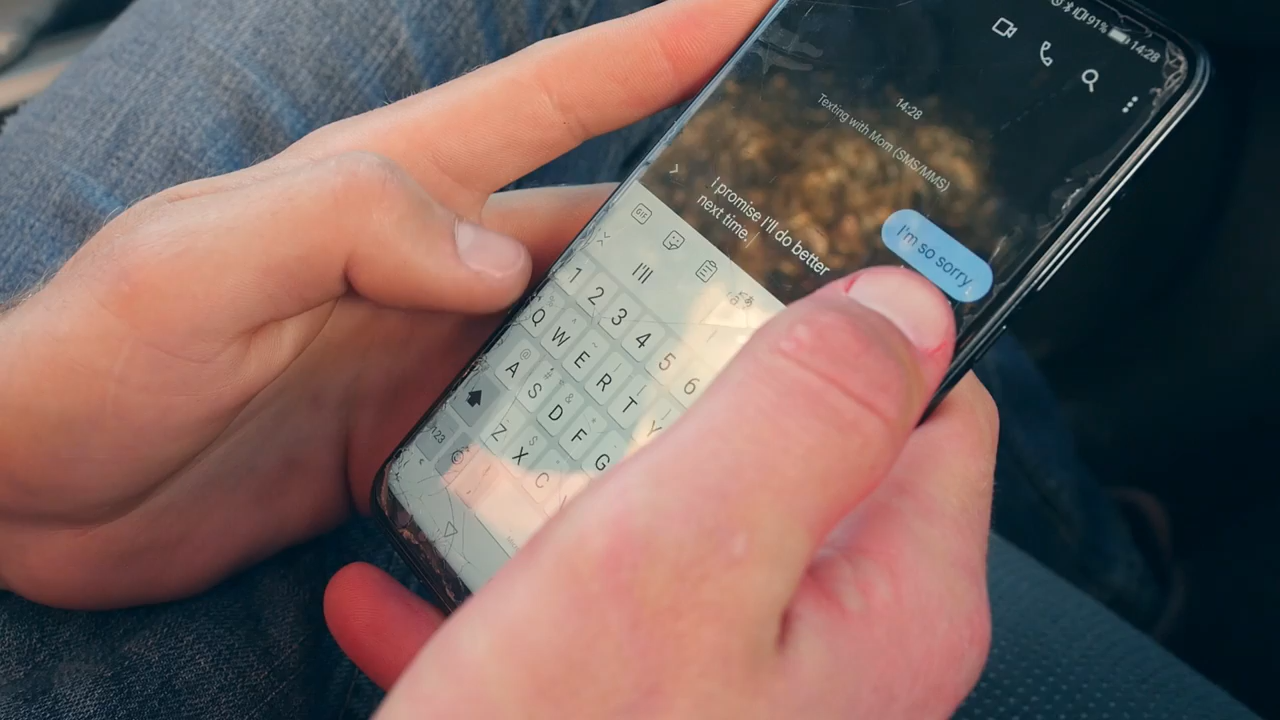 91% 14:28
14:28
Texting with Mom (SMS/MMS)
I'm so sorry
I promise I'll do better
next time.
GIF
1 2 3 4 5 6
Q W E R T Y
@ &
A S D F G
$
Z X C